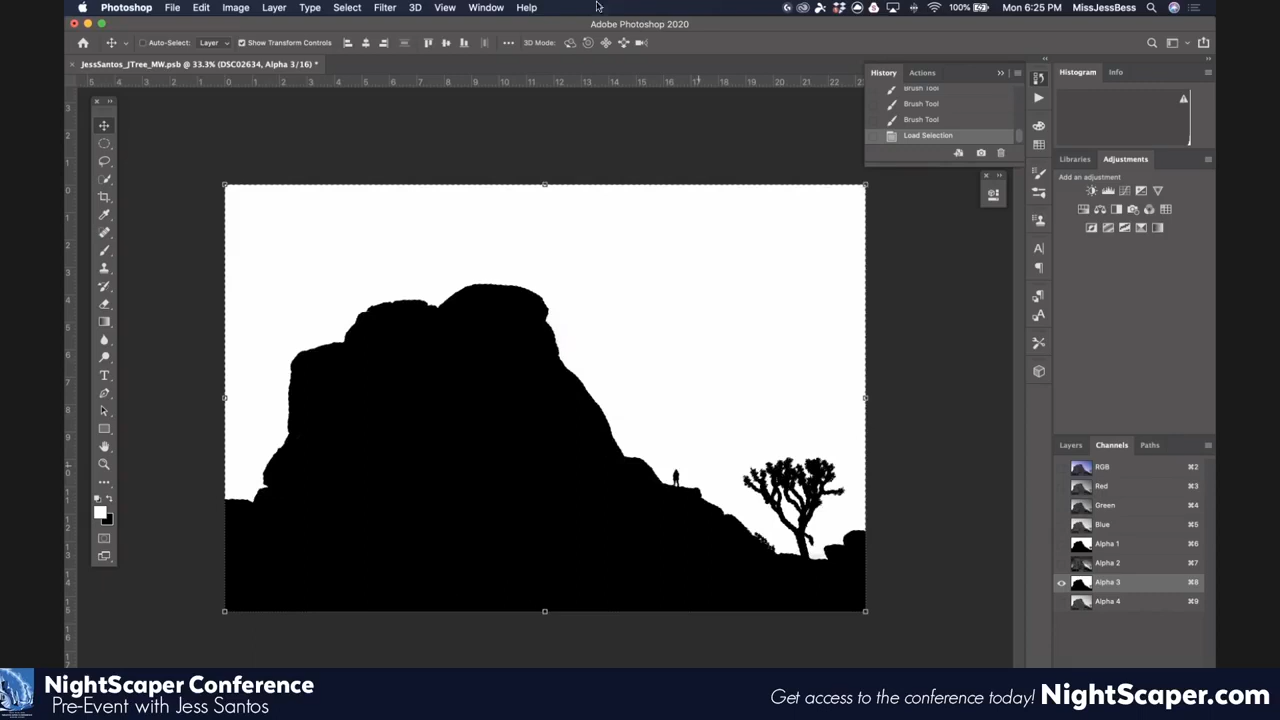 Photoshop File Edit Image Layer Type Select Filter 3D View Window Help 100% Mon 6:25 PM MissJessBess
Adobe Photoshop 2020
Auto-Select: Layer Show Transform Controls 3D Mode:
JessSantos_JTree_MW.psb @ 33.3% (DSC02634, Alpha 3/16) *
History Actions
Brush Tool
Brush Tool
Brush Tool
Load Selection
Histogram Info
Libraries Adjustments
Add an adjustment
Layers Channels Paths
RGB ⌘2
Red ⌘3
Green ⌘4
Blue ⌘5
Alpha 1 ⌘6
Alpha 2 ⌘7
Alpha 3 ⌘8
Alpha 4 ⌘9
NightScaper Conference
Pre-Event with Jess Santos
Get access to the conference today! NightScaper.com